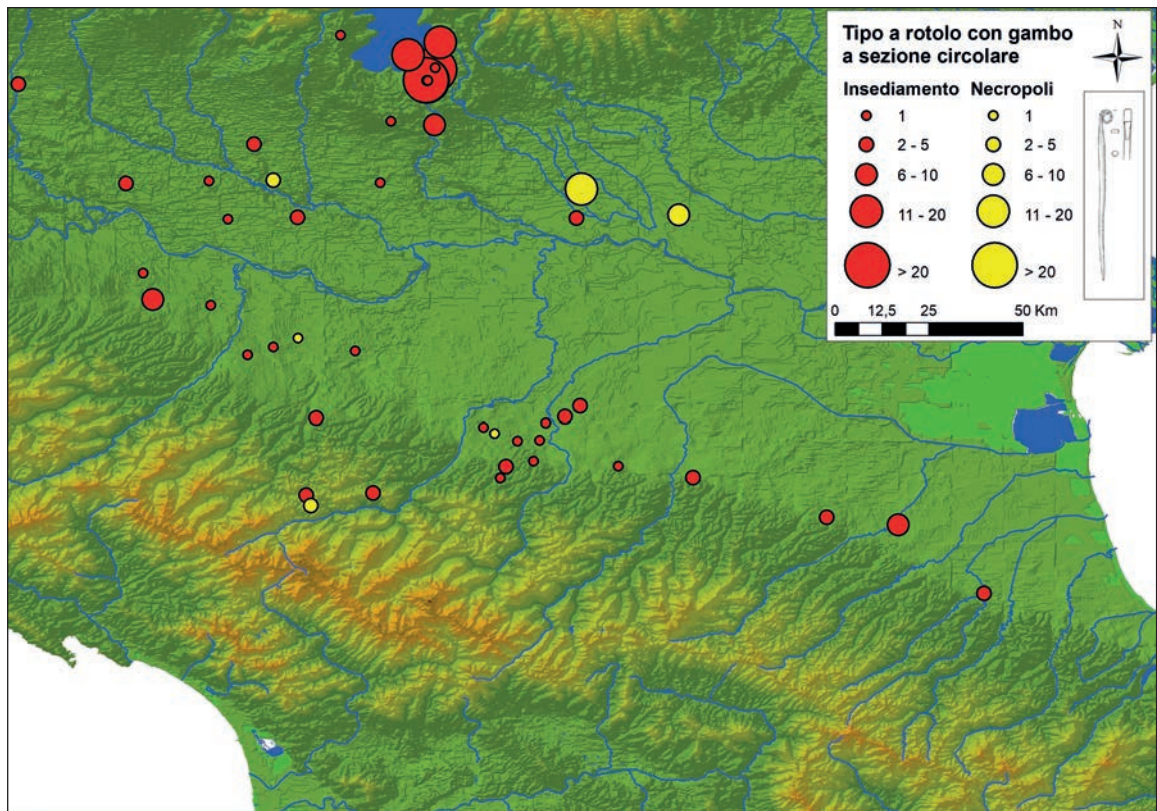 Tipo a rotolo con gambo
a sezione circolare
N
Insediamento Necropoli
1 1
2 - 5 2 - 5
6 - 10 6 - 10
11 - 20 11 - 20
> 20 > 20
0 12,5 25 50 Km